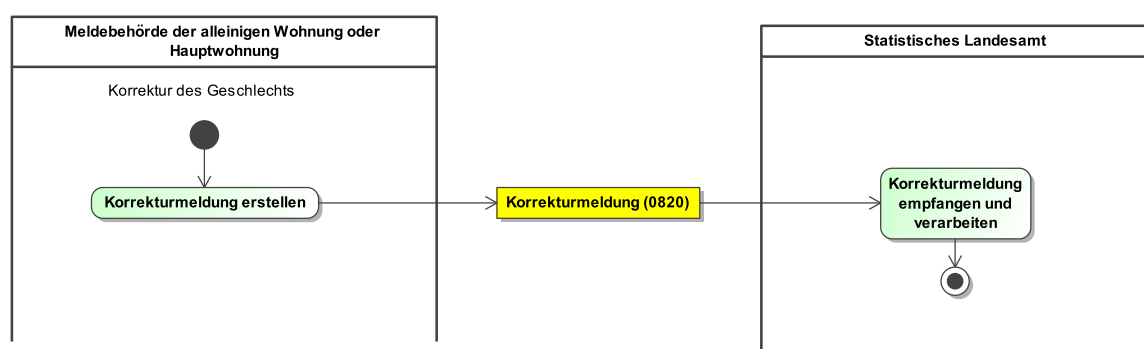 Meldebehörde der alleinigen Wohnung oder
Hauptwohnung
Korrektur des Geschlechts
Korrekturmeldung erstellen
Korrekturmeldung (0820)
Statistisches Landesamt
Korrekturmeldung
empfangen und
verarbeiten